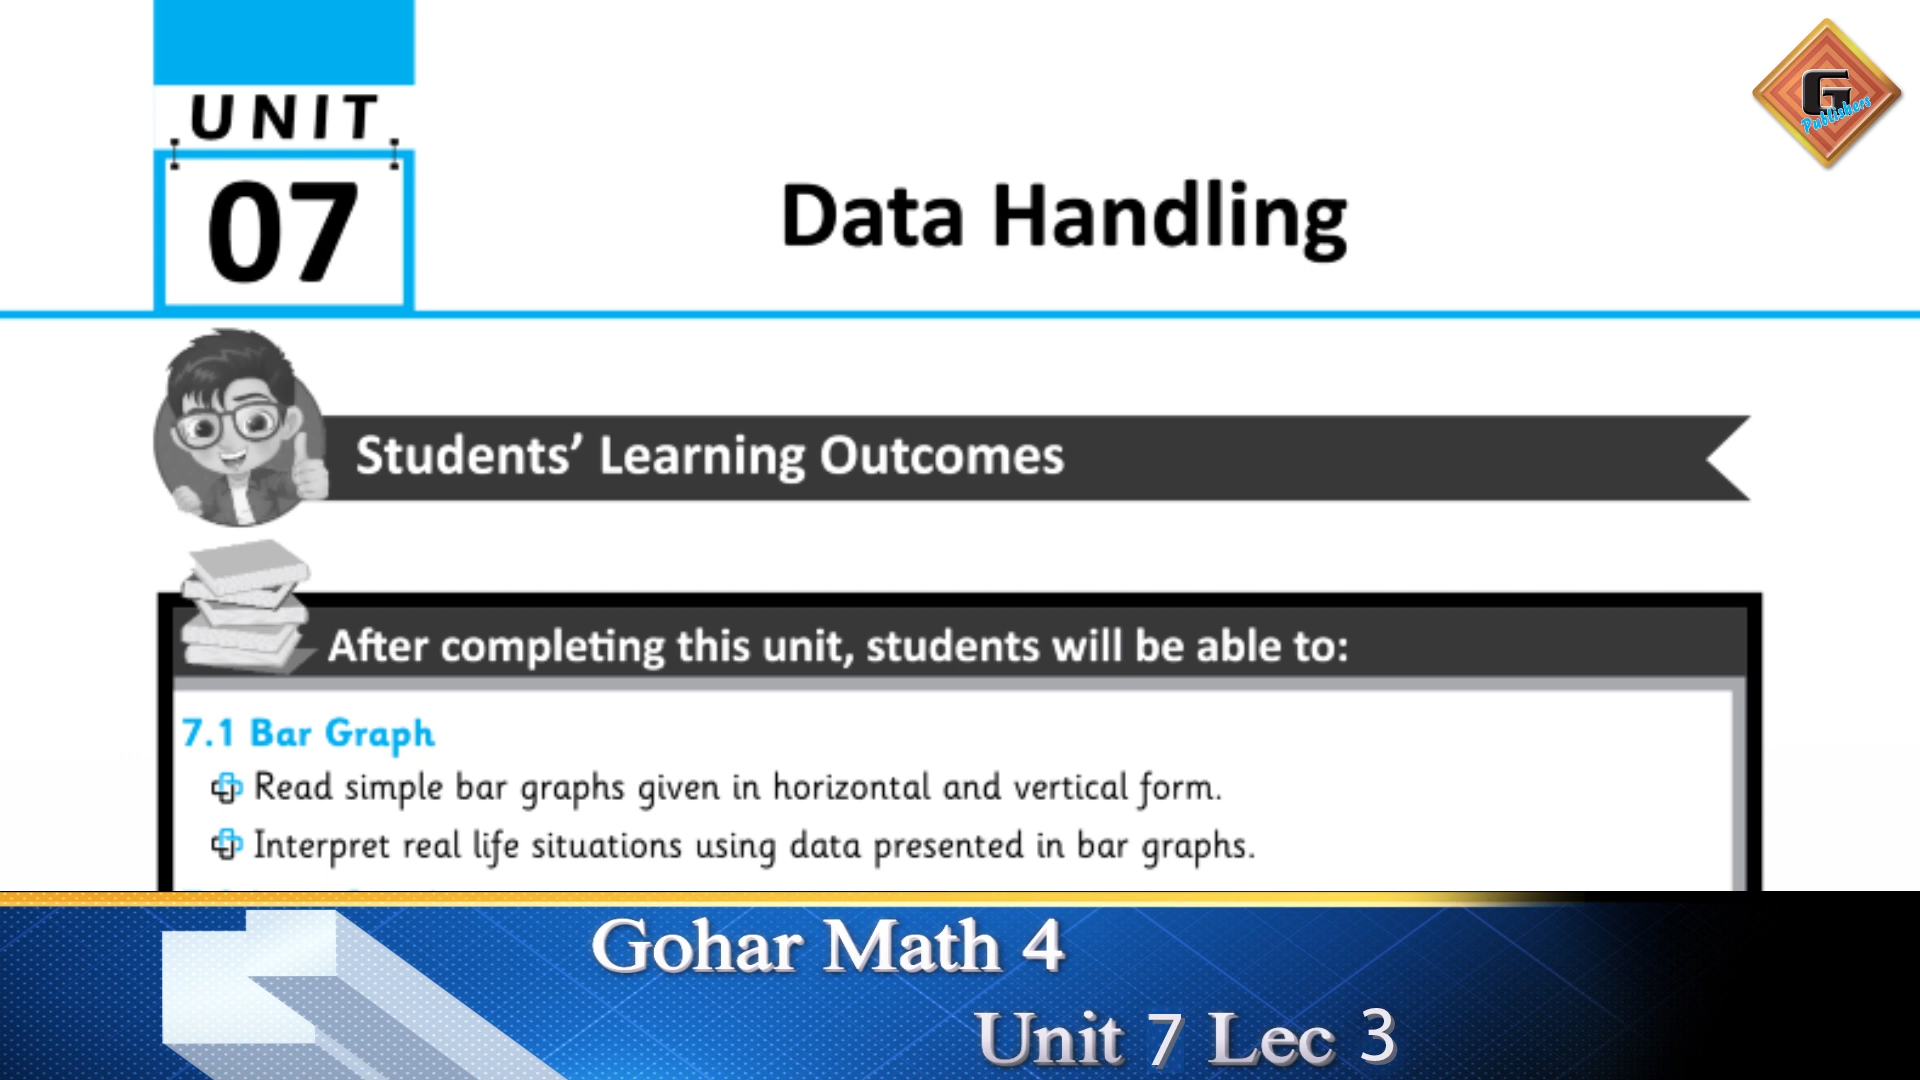 UNIT
07
Data Handling
G
Publishers
Students’ Learning Outcomes
After completing this unit, students will be able to:
7.1 Bar Graph
Read simple bar graphs given in horizontal and vertical form.
Interpret real life situations using data presented in bar graphs.
Gohar Math 4
Unit 7 Lec 3